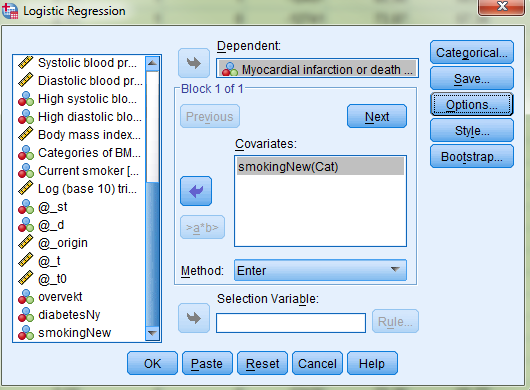 Logistic Regression
Systolic blood pr...
Diastolic blood pr...
High systolic blo...
High diastolic blo...
Body mass index...
Categories of BM...
Current smoker [...
Log (base 10) tri...
@_st
@_d
@_origin
@_t
@_t0
overvekt
diabetesNy
smokingNew
Dependent:
Myocardial infarction or death ...
Block 1 of 1
Previous
Next
Covariates:
smokingNew(Cat)
>a*b>
Method:
Enter
Selection Variable:
Rule...
Categorical...
Save...
Options...
Style...
Bootstrap...
OK
Paste
Reset
Cancel
Help